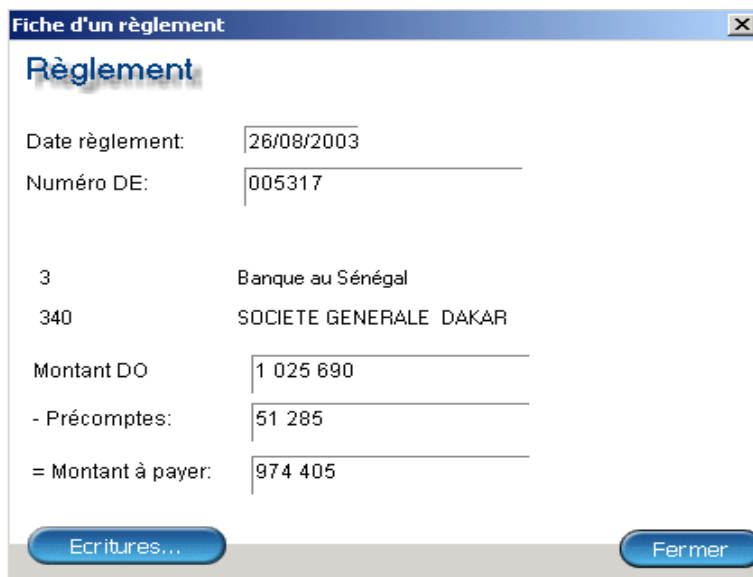 Fiche d'un règlement
Règlement
Date règlement: 26/08/2003
Numéro DE: 005317
3 Banque au Sénégal
340 SOCIETE GENERALE DAKAR
Montant DO 1 025 690
- Précomptes: 51 285
= Montant à payer: 974 405
Ecritures... Fermer